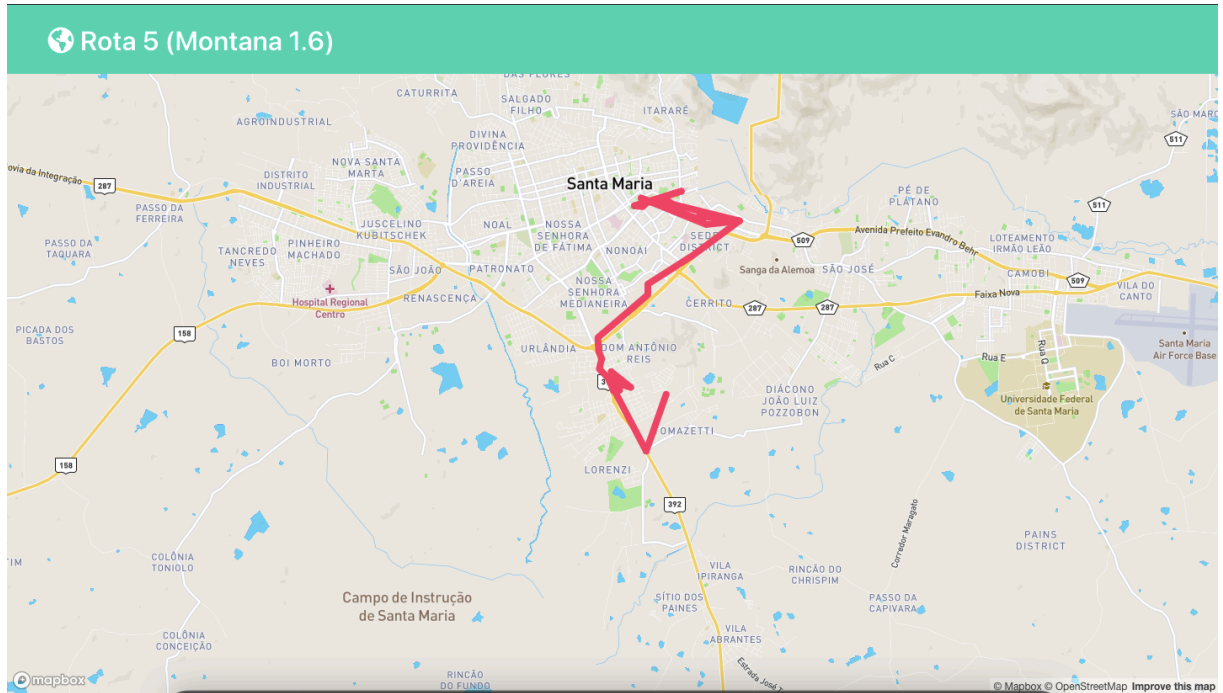 Rota 5 (Montana 1.6)
DAS FLORES
CATURRITA
SALGADO
FILHO
ITARARÉ
AGROINDUSTRIAL
SÃO MARC
511
DIVINA
PROVIDÊNCIA
NOVA SANTA
MARTA
ovia da Integração
287
DISTRITO
INDUSTRIAL
PASSO
D'AREIA
Santa Maria
PÉ DE
PLÁTANO
511
PASSO DA
FERREIRA
JUSCELINO
KUBITSCHEK
NOAL
NOSSA
SENHORA
DE FÁTIMA
NONOAI
DISTRICT
509
Avenida Prefeito Evandro Behr
LOTEAMENTO
IRMÃO LEÃO
PASSO DA
TAQUARA
TANCREDO
NEVES
PINHEIRO
MACHADO
SÃO JOÃO
PATRONATO
Sanga da Alemoa
SÃO JOSÉ
CAMOBI
509
VILA DO
CANTO
Hospital Regional
Centro
RENASCENÇA
NOSSA
SENHORA
MEDIANEIRA
CERRITO
287
287
Faixa Nova
PICADA DOS
BASTOS
158
BOI MORTO
URLÂNDIA
DOM ANTÔNIO
REIS
Rua C
Rua E
Rua G
Santa Maria
Air Force Base
DIÁCONO
JOÃO LUIZ
POZZOBON
Universidade Federal
de Santa Maria
OMAZETTI
158
LORENZI
392
Corredor Maragato
PAINS
DISTRICT
TIM
COLÔNIA
TONIOLO
VILA
IPIRANGA
RINCÃO DO
CHRISPIM
Campo de Instrução
de Santa Maria
SÍTIO DOS
PAINES
PASSO DA
CAPIVARA
COLÔNIA
CONCEIÇÃO
VILA
ABRANTES
Estrada José T
RINCÃO
DO FUNDO
mapbox
© Mapbox © OpenStreetMap Improve this map